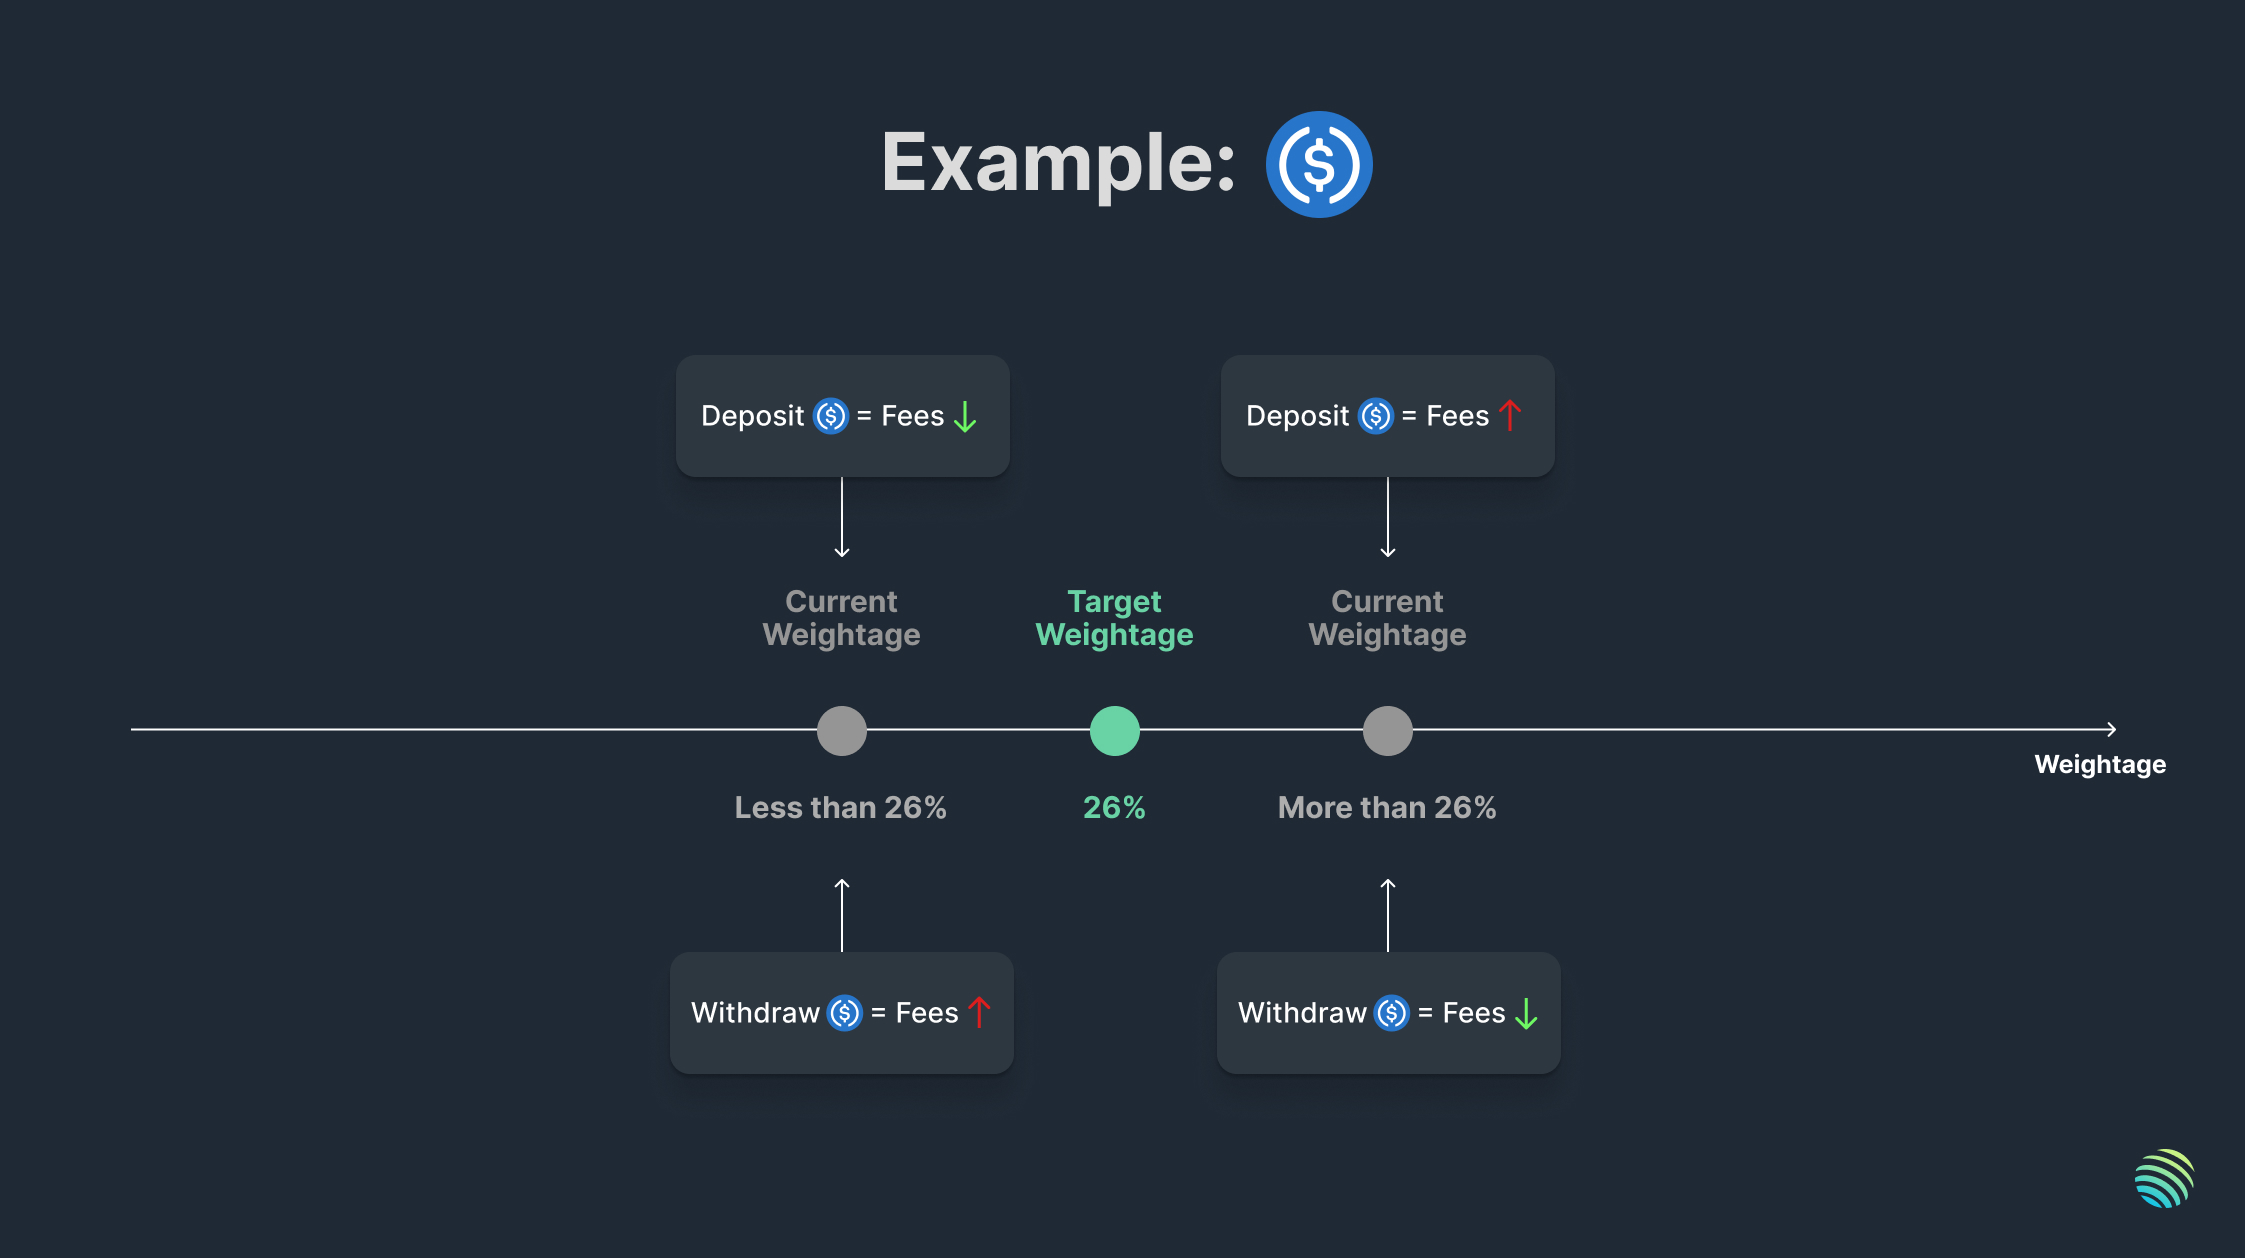 Example:
Deposit = Fees
Deposit = Fees
Current
Weightage
Target
Weightage
Current
Weightage
Weightage
Less than 26%
26%
More than 26%
Withdraw = Fees
Withdraw = Fees